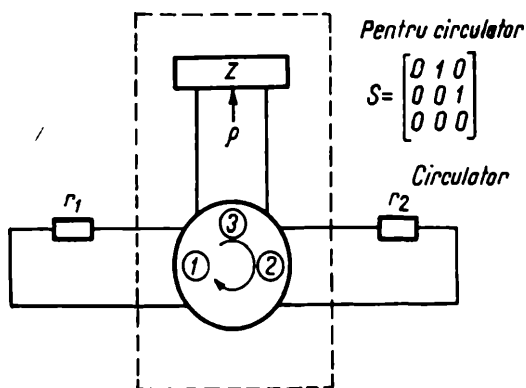 Pentru circulator
S= [0 1 0
0 0 1
0 0 0]
Circulator
Z
ρ
r₁
r₂
③
①
②